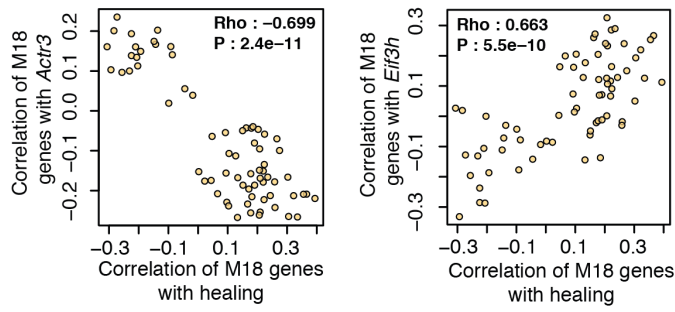 Rho : −0.699
P : 2.4e−11
Correlation of M18
genes with Actr3
0.2
0.1
0.0
−0.1
−0.2
−0.3
−0.1
0.1
0.3
Correlation of M18 genes
with healing
Rho : 0.663
P : 5.5e−10
Correlation of M18
genes with Eif3h
0.3
0.1
−0.1
−0.3
−0.3
−0.1
0.1
0.3
Correlation of M18 genes
with healing